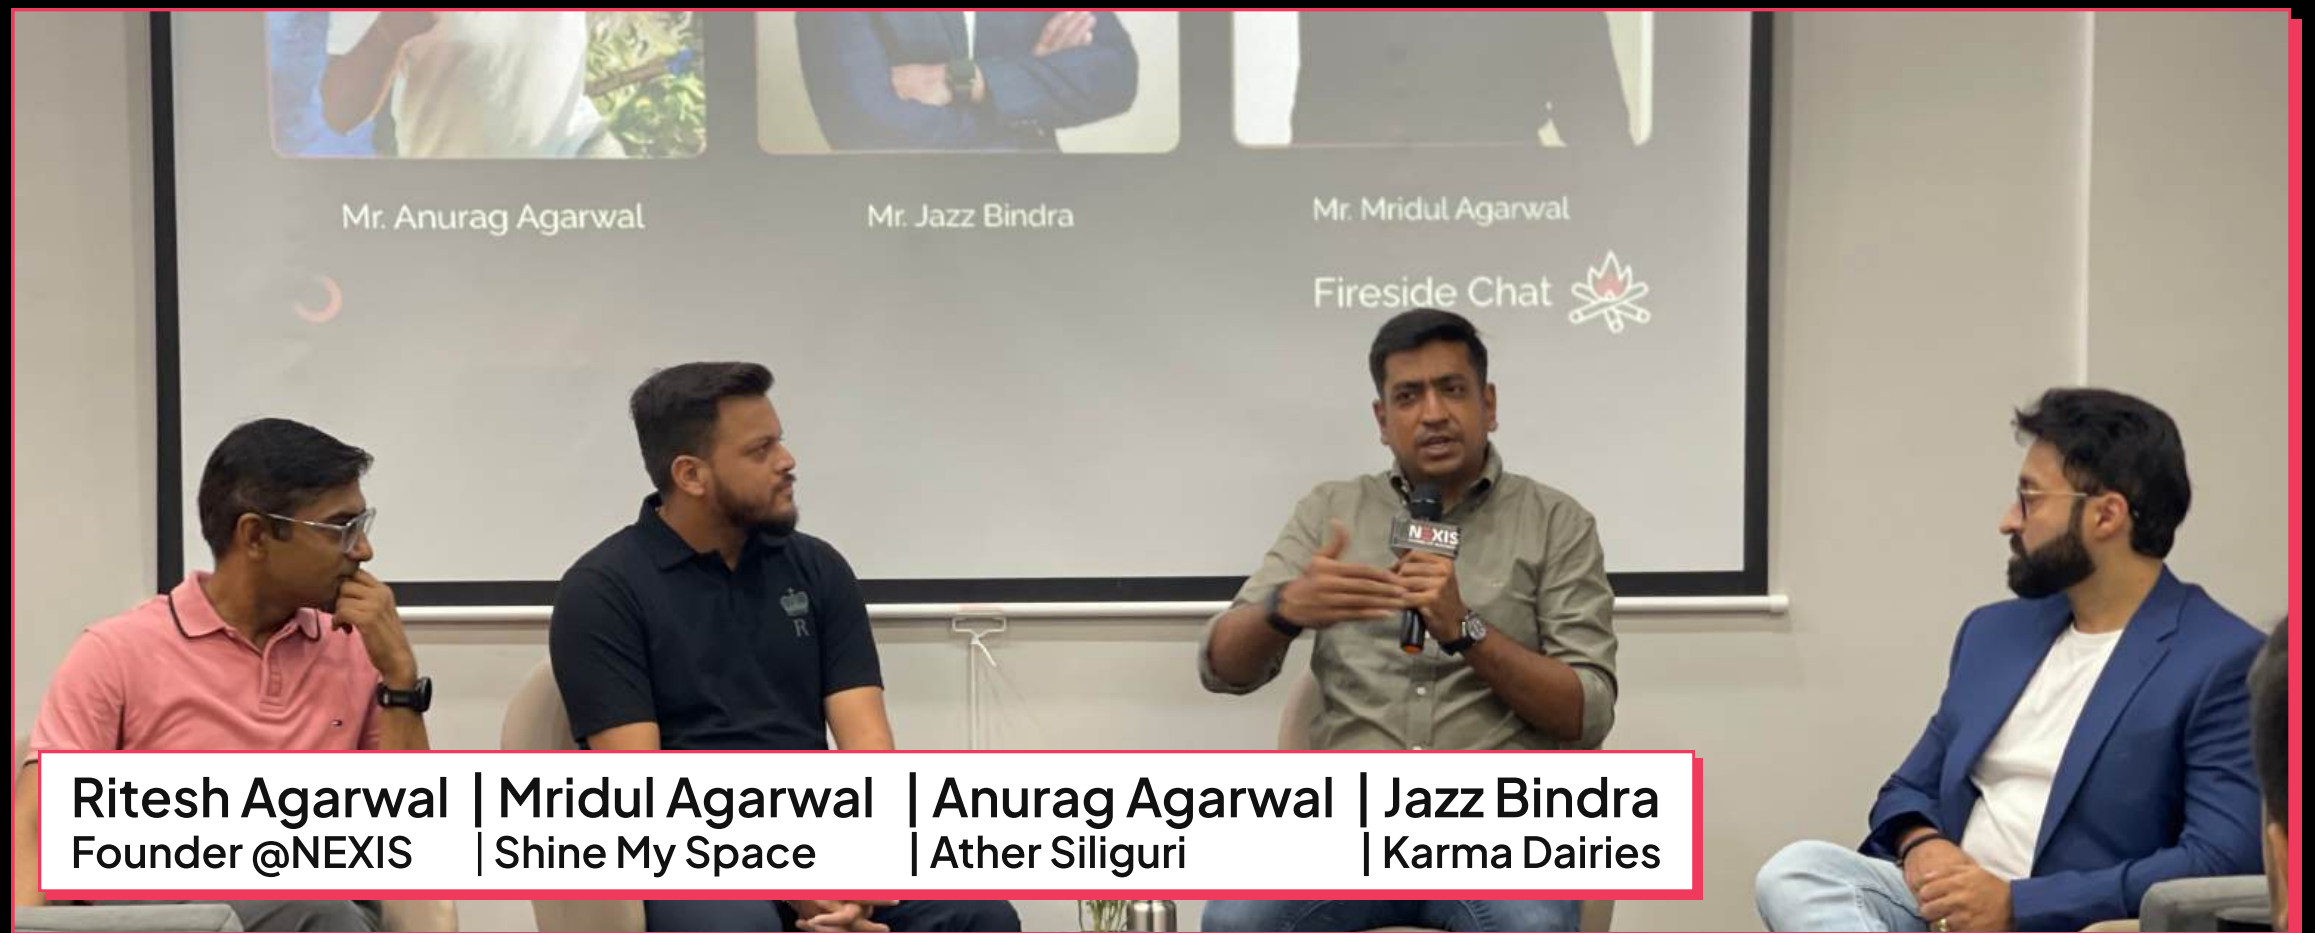 Mr. Anurag Agarwal
Mr. Jazz Bindra
Mr. Mridul Agarwal
Fireside Chat
R
NEXIS
Ritesh Agarwal | Mridul Agarwal | Anurag Agarwal | Jazz Bindra
Founder @NEXIS | Shine My Space | Ather Siliguri | Karma Dairies